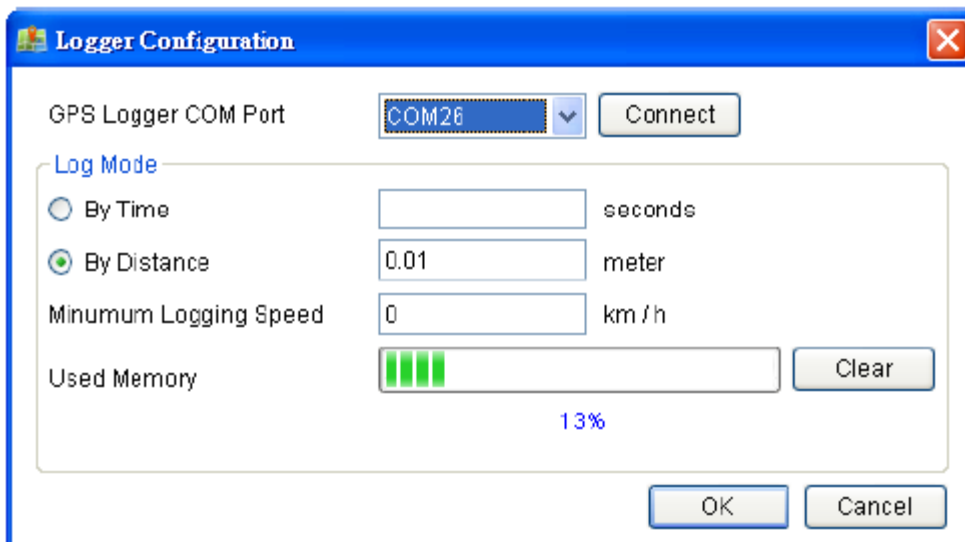 Logger Configuration
GPS Logger COM Port COM26 Connect
Log Mode
By Time seconds
By Distance 0.01 meter
Minumum Logging Speed 0 km / h
Used Memory Clear
13%
OK Cancel